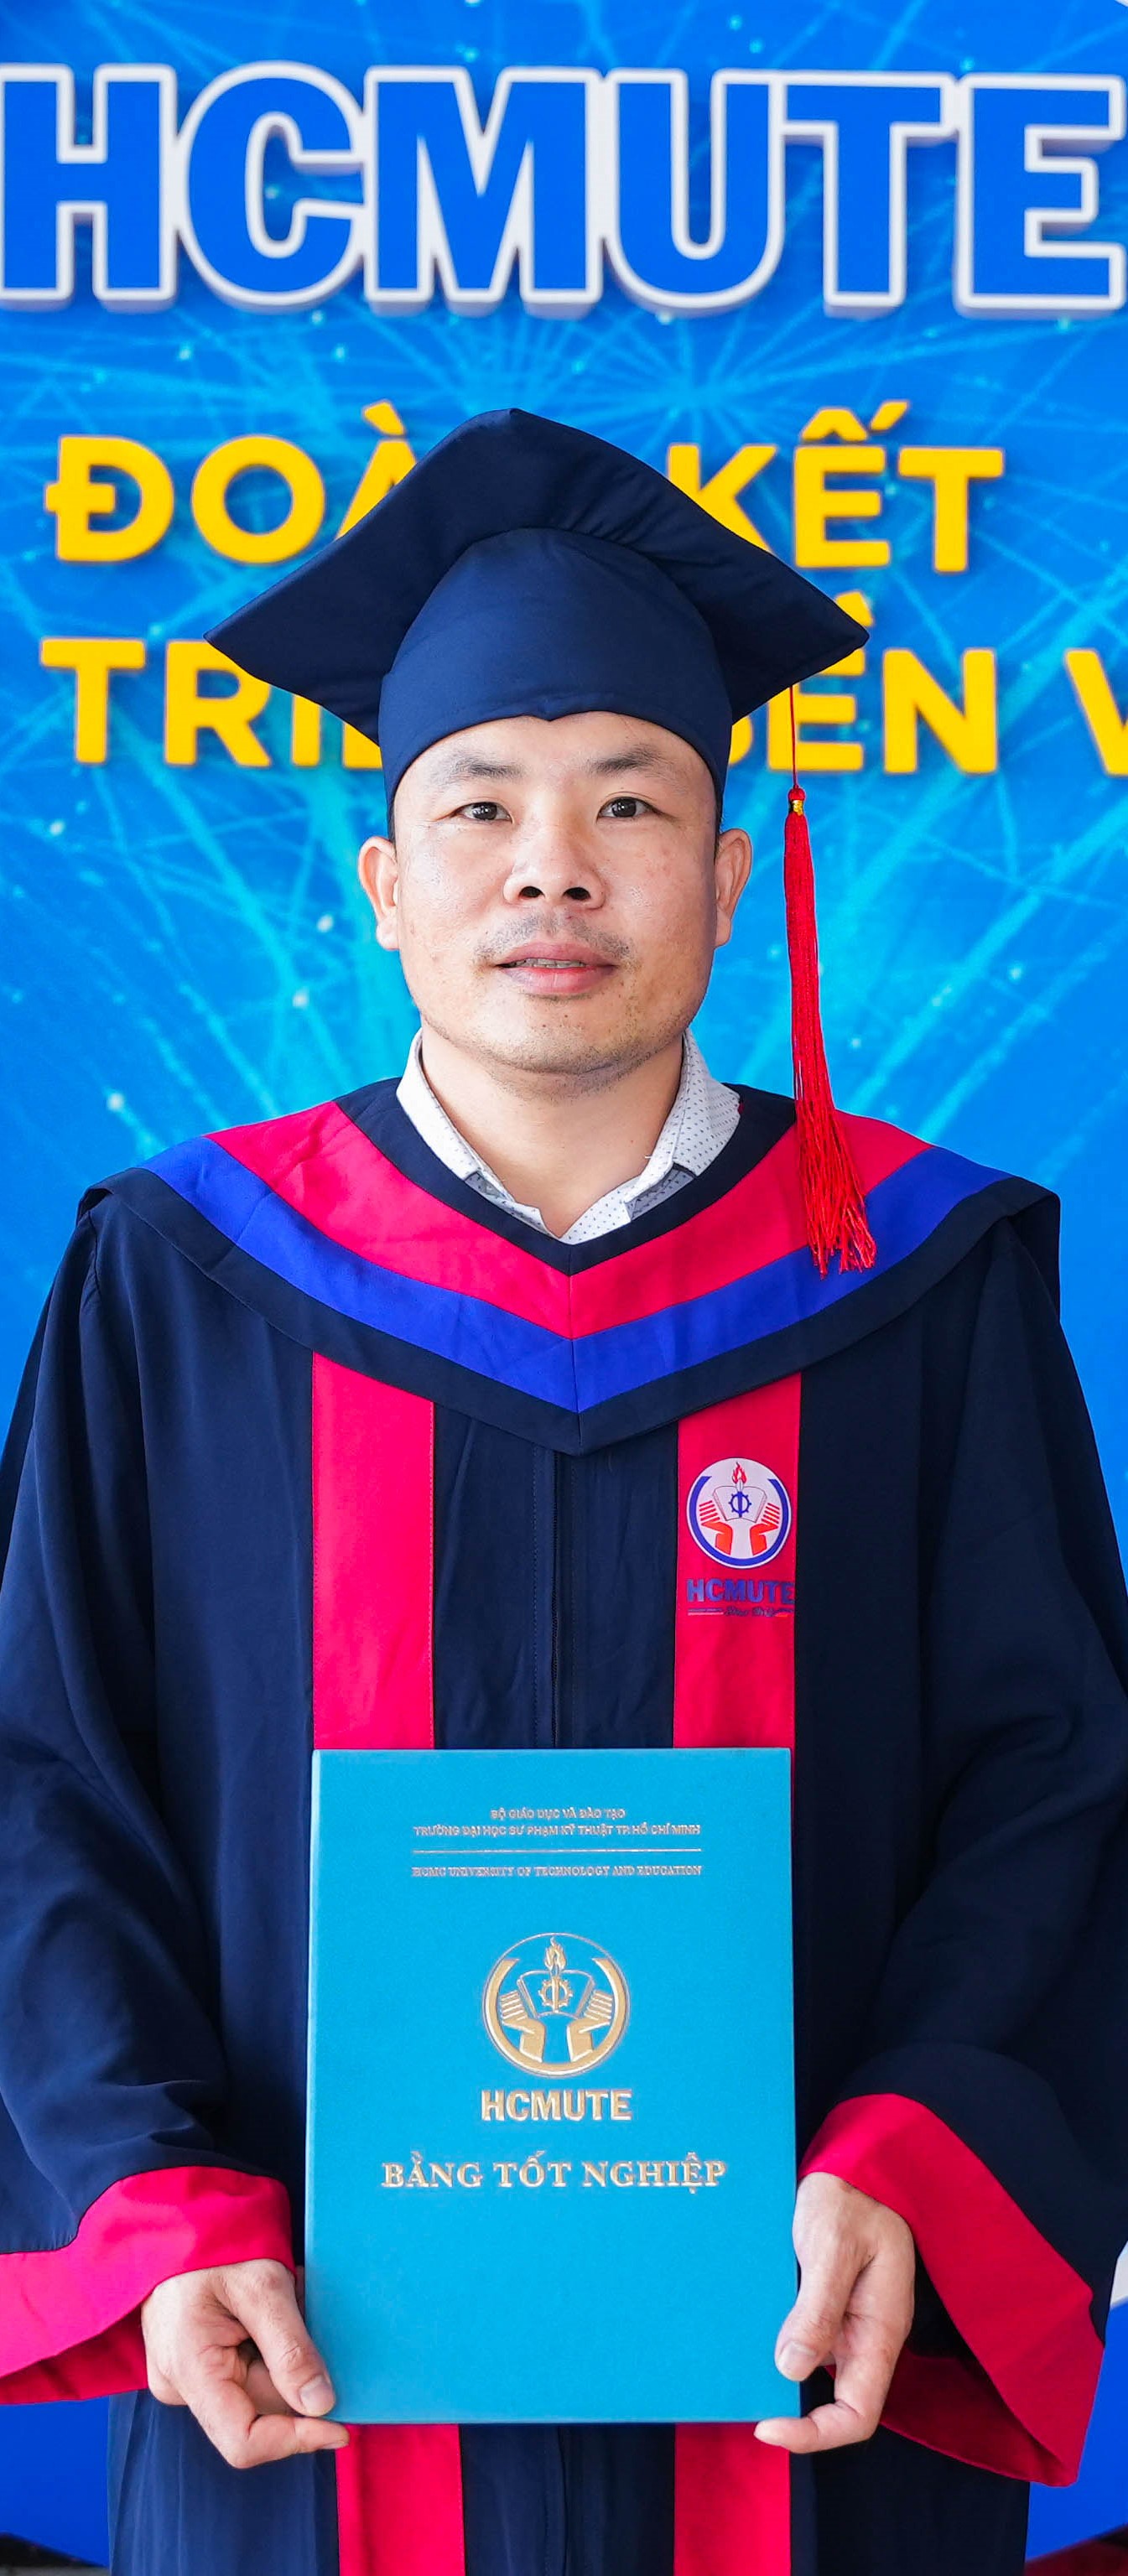 HCMUTE
ĐOÀ KẾT
TRI BỀN V
HCMUTE
BỘ GIÁO DỤC VÀ ĐÀO TẠO
TRƯỜNG ĐẠI HỌC SƯ PHẠM KỸ THUẬT TP. HỒ CHÍ MINH
HCMC UNIVERSITY OF TECHNOLOGY AND EDUCATION
HCMUTE
BẰNG TỐT NGHIỆP